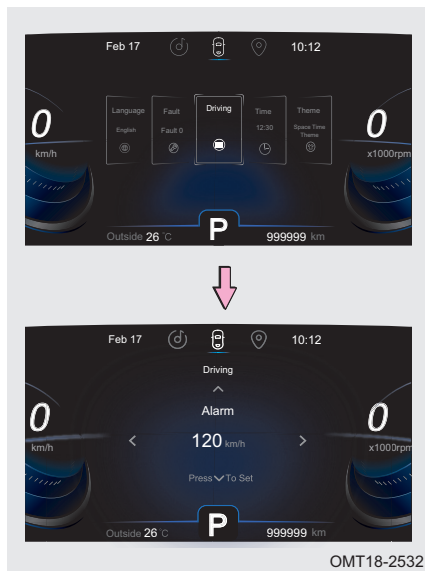 Feb 17 10:12
Language Fault Driving Time Theme
English Fault 0 12:30 Space Time Theme
0 0
km/h x1000rpm
P
Outside 26 °C 999999 km
Feb 17 10:12
Driving
Alarm
0 120 km/h 0
km/h x1000rpm
Press To Set
P
Outside 26 °C 999999 km
OMT18-2532